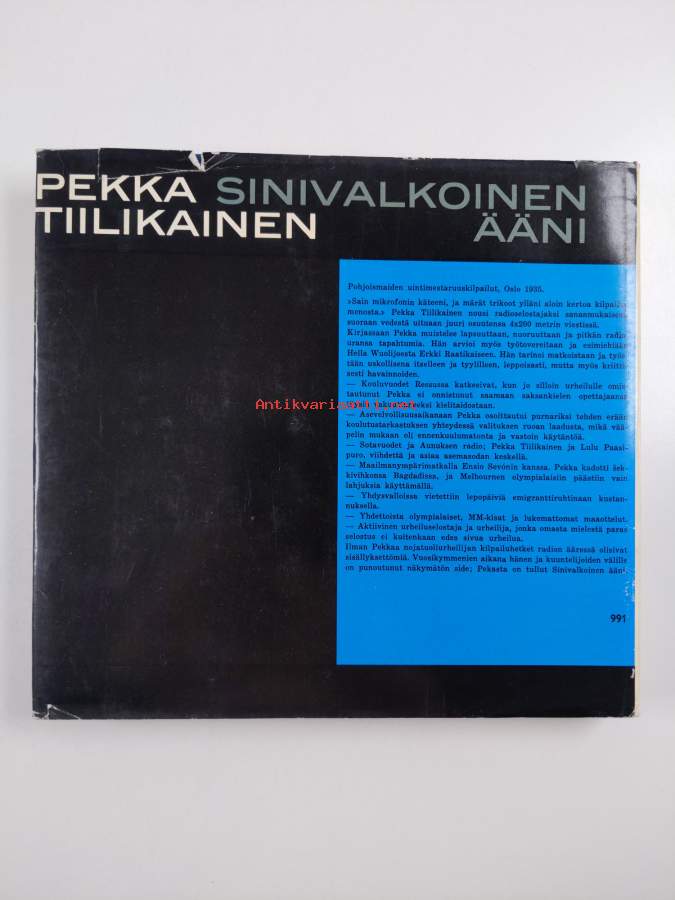 PEKKA SINIVALKOINEN
TIILIKAINEN ÄÄNI
Pohjoismaiden uintimestaruuskilpailut, Oslo 1935.
»Sain mikrofonin käteeni, ja märät trikoot ylläni aloin kertoa kilpailu
menosta,» Pekka Tiilikainen nousi radioselostajaksi sananmukaisesti
suoraan vedestä uituaan juuri osuutensa 4x200 metrin viestissä.
Kirjassaan Pekka muistelee lapsuuttaan, nuoruuttaan ja pitkän radio
uransa tapahtumia. Hän arvioi myös työtovereitaan ja esimiehiään
Hella Wuolijoesta Erkki Raatikaiseen. Hän tarinoi matkoistaan ja työs-
tään uskollisena itselleen ja tyylilleen, leppoisasti, mutta myös kriitti-
sesti havainnoiden.
— Kouluvuodet Ressussa katkesivat, kun jo silloin urheilulle omis-
tautunut Pekka ei onnistunut saamaan saksankielen opettajaansa
kielitaidostaan.
Antikvariaatti.net
— Asevelvollisuusaikanaan Pekka osoittautui purnariksi tehden erään
koulutustarkastuksen yhteydessä valituksen ruoan laadusta, mikä vää-
pelin mukaan oli ennenkuulumatonta ja vastoin käytäntöä.
— Sotavuodet ja Aunuksen radio; Pekka Tiilikainen ja Lulu Paasi-
puro, viihdettä ja asiaa asemasodan keskellä.
— Maailmanympärimatkalla Ensio Sevónin kanssa. Pekka kadotti šek-
kivihkonsa Bagdadissa, ja Melbournen olympialaisiin päästiin vain
lahjuksia käyttämällä.
— Yhdysvalloissa vietettiin lepopäiviä emigranttiruhtinaan kustan-
nuksella.
— Yhdettoista olympialaiset, MM-kisat ja lukemattomat maaottelut.
— Aktiivinen urheiluselostaja ja urheilija, jonka omasta mielestä paras
selostus ei kuitenkaan edes sivua urheilua.
Ilman Pekkaa nojatuoliurheilijan kilpailuhetket radion ääressä olisivat
sisällyksettömiä. Vuosikymmenien aikana hänen ja kuuntelijoiden välille
on punoutunut näkymätön side; Pekasta on tullut Sinivalkoinen ääni.
991